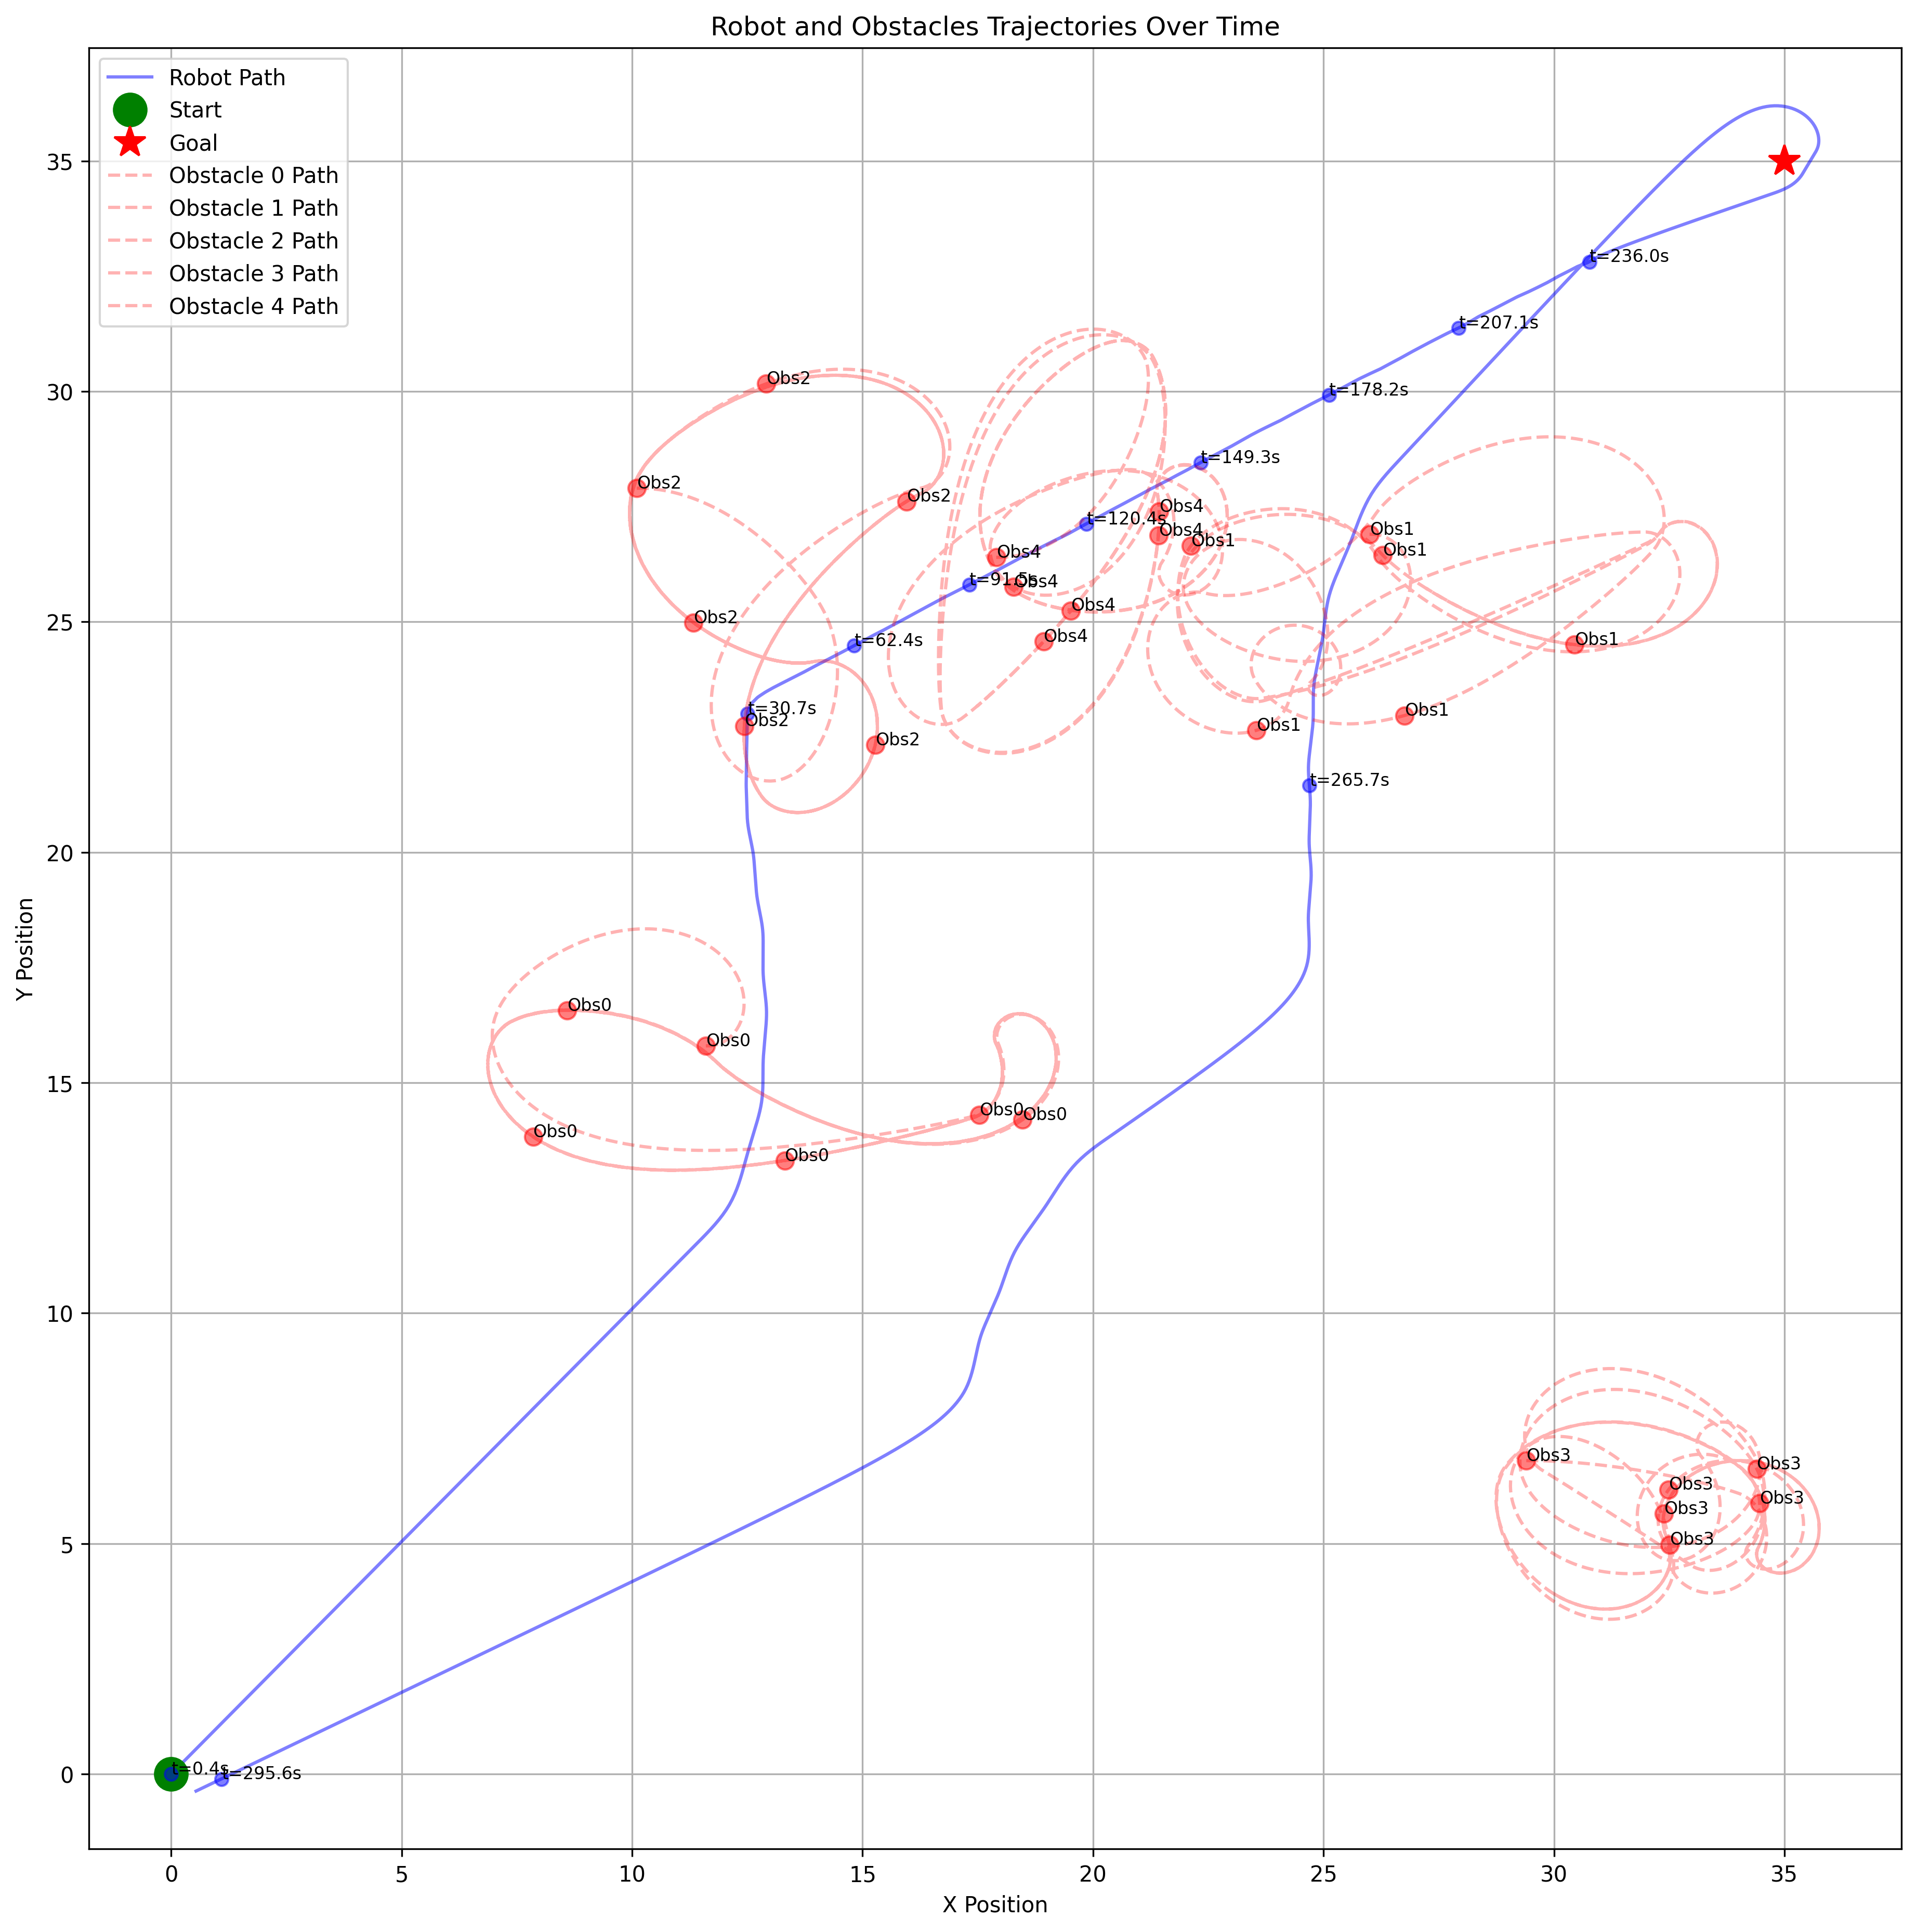 Robot and Obstacles Trajectories Over Time
Robot Path
Start
Goal
Obstacle 0 Path
Obstacle 1 Path
Obstacle 2 Path
Obstacle 3 Path
Obstacle 4 Path
35
30
25
20
15
10
5
0
Y Position
t=236.0s
t=207.1s
Obs2
t=178.2s
Obs2
t=149.3s
Obs2
Obs4
t=120.4s
Obs4
Obs1
Obs1
Obs1
Obs4
t=91.5s
Obs4
Obs4
Obs2
Obs4
t=62.4s
Obs1
t=30.7s
Obs2
Obs1
Obs1
Obs2
t=265.7s
Obs0
Obs0
Obs0
Obs0
Obs0
Obs0
Obs3
Obs3
Obs3
Obs3
Obs3
Obs3
t=0.4s
t=295.6s
0
5
10
15
20
25
30
35
X Position